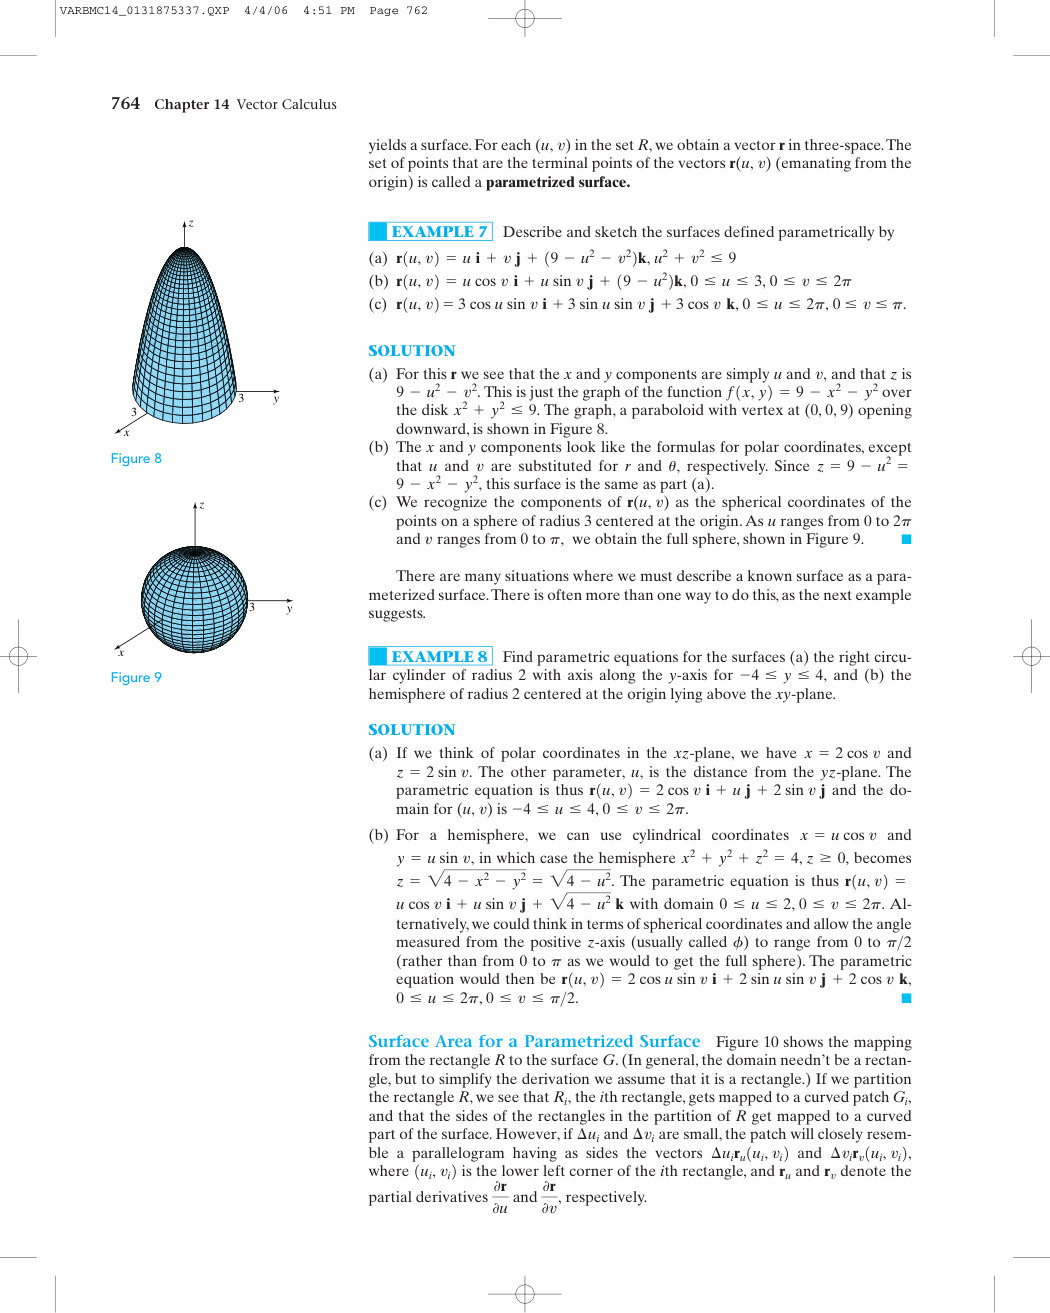 VARBMC14_0131875337.QXP 4/4/06 4:51 PM Page 762
764 Chapter 14 Vector Calculus
yields a surface. For each (u, v) in the set R, we obtain a vector r in three-space. The
set of points that are the terminal points of the vectors r(u, v) (emanating from the
origin) is called a parametrized surface.
EXAMPLE 7 Describe and sketch the surfaces defined parametrically by
(a) r(u, v) = u i + v j + (9 − u² − v²)k, u² + v² ≤ 9
(b) r(u, v) = u cos v i + u sin v j + (9 − u²)k, 0 ≤ u ≤ 3, 0 ≤ v ≤ 2π
(c) r(u, v) = 3 cos u sin v i + 3 sin u sin v j + 3 cos v k, 0 ≤ u ≤ 2π, 0 ≤ v ≤ π.
SOLUTION
(a) For this r we see that the x and y components are simply u and v, and that z is
9 − u² − v². This is just the graph of the function f(x, y) = 9 − x² − y² over
the disk x² + y² ≤ 9. The graph, a paraboloid with vertex at (0, 0, 9) opening
downward, is shown in Figure 8.
(b) The x and y components look like the formulas for polar coordinates, except
that u and v are substituted for r and θ, respectively. Since z = 9 − u² =
9 − x² − y², this surface is the same as part (a).
(c) We recognize the components of r(u, v) as the spherical coordinates of the
points on a sphere of radius 3 centered at the origin. As u ranges from 0 to 2π
and v ranges from 0 to π, we obtain the full sphere, shown in Figure 9.
z
3
y
3
x
Figure 8
z
3
y
x
Figure 9
There are many situations where we must describe a known surface as a para-
meterized surface. There is often more than one way to do this, as the next example
suggests.
EXAMPLE 8 Find parametric equations for the surfaces (a) the right circu-
lar cylinder of radius 2 with axis along the y-axis for −4 ≤ y ≤ 4, and (b) the
hemisphere of radius 2 centered at the origin lying above the xy-plane.
SOLUTION
(a) If we think of polar coordinates in the xz-plane, we have x = 2 cos v and
z = 2 sin v. The other parameter, u, is the distance from the yz-plane. The
parametric equation is thus r(u, v) = 2 cos v i + u j + 2 sin v j and the do-
main for (u, v) is −4 ≤ u ≤ 4, 0 ≤ v ≤ 2π.
(b) For a hemisphere, we can use cylindrical coordinates x = u cos v and
y = u sin v, in which case the hemisphere x² + y² + z² = 4, z ≥ 0, becomes
z = √(4 − x² − y²) = √(4 − u²). The parametric equation is thus r(u, v) =
u cos v i + u sin v j + √(4 − u²) k with domain 0 ≤ u ≤ 2, 0 ≤ v ≤ 2π. Al-
ternatively, we could think in terms of spherical coordinates and allow the angle
measured from the positive z-axis (usually called ϕ) to range from 0 to π/2
(rather than from 0 to π as we would to get the full sphere). The parametric
equation would then be r(u, v) = 2 cos u sin v i + 2 sin u sin v j + 2 cos v k,
0 ≤ u ≤ 2π, 0 ≤ v ≤ π/2.
Surface Area for a Parametrized Surface Figure 10 shows the mapping
from the rectangle R to the surface G. (In general, the domain needn't be a rectan-
gle, but to simplify the derivation we assume that it is a rectangle.) If we partition
the rectangle R, we see that Rᵢ, the ith rectangle, gets mapped to a curved patch Gᵢ,
and that the sides of the rectangles in the partition of R get mapped to a curved
part of the surface. However, if Δuᵢ and Δvᵢ are small, the patch will closely resem-
ble a parallelogram having as sides the vectors Δuᵢrᵤ(uᵢ, vᵢ) and Δvᵢrᵥ(uᵢ, vᵢ),
where (uᵢ, vᵢ) is the lower left corner of the ith rectangle, and rᵤ and rᵥ denote the
partial derivatives ∂r/∂u and ∂r/∂v, respectively.